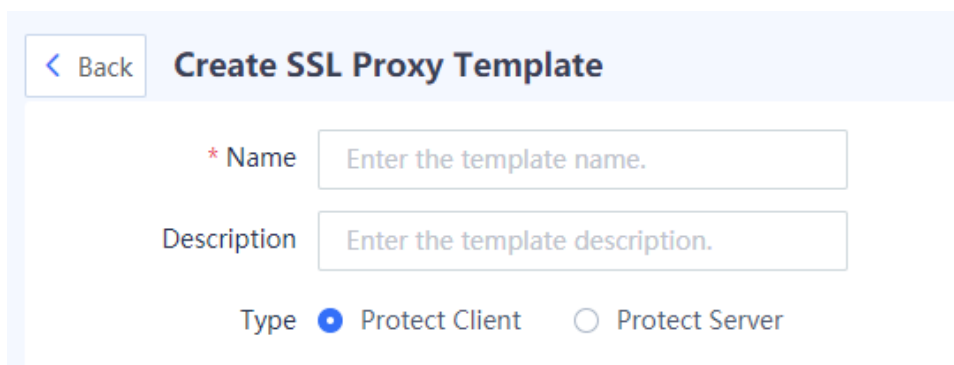 Back Create SSL Proxy Template
* Name Enter the template name.
Description Enter the template description.
Type Protect Client Protect Server